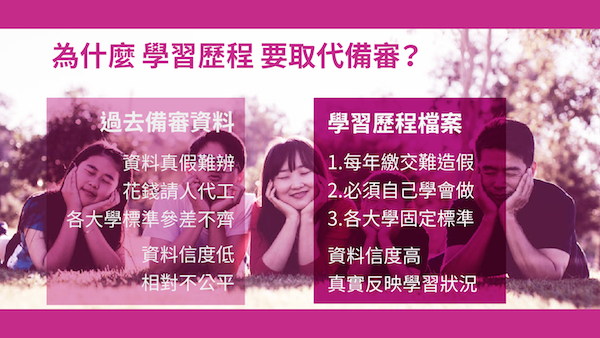 為什麼 學習歷程 要取代備審？
過去備審資料
資料真假難辨
花錢請人代工
各大學標準參差不齊
資料信度低
相對不公平
學習歷程檔案
1.每年繳交難造假
2.必須自己學會做
3.各大學固定標準
資料信度高
真實反映學習狀況